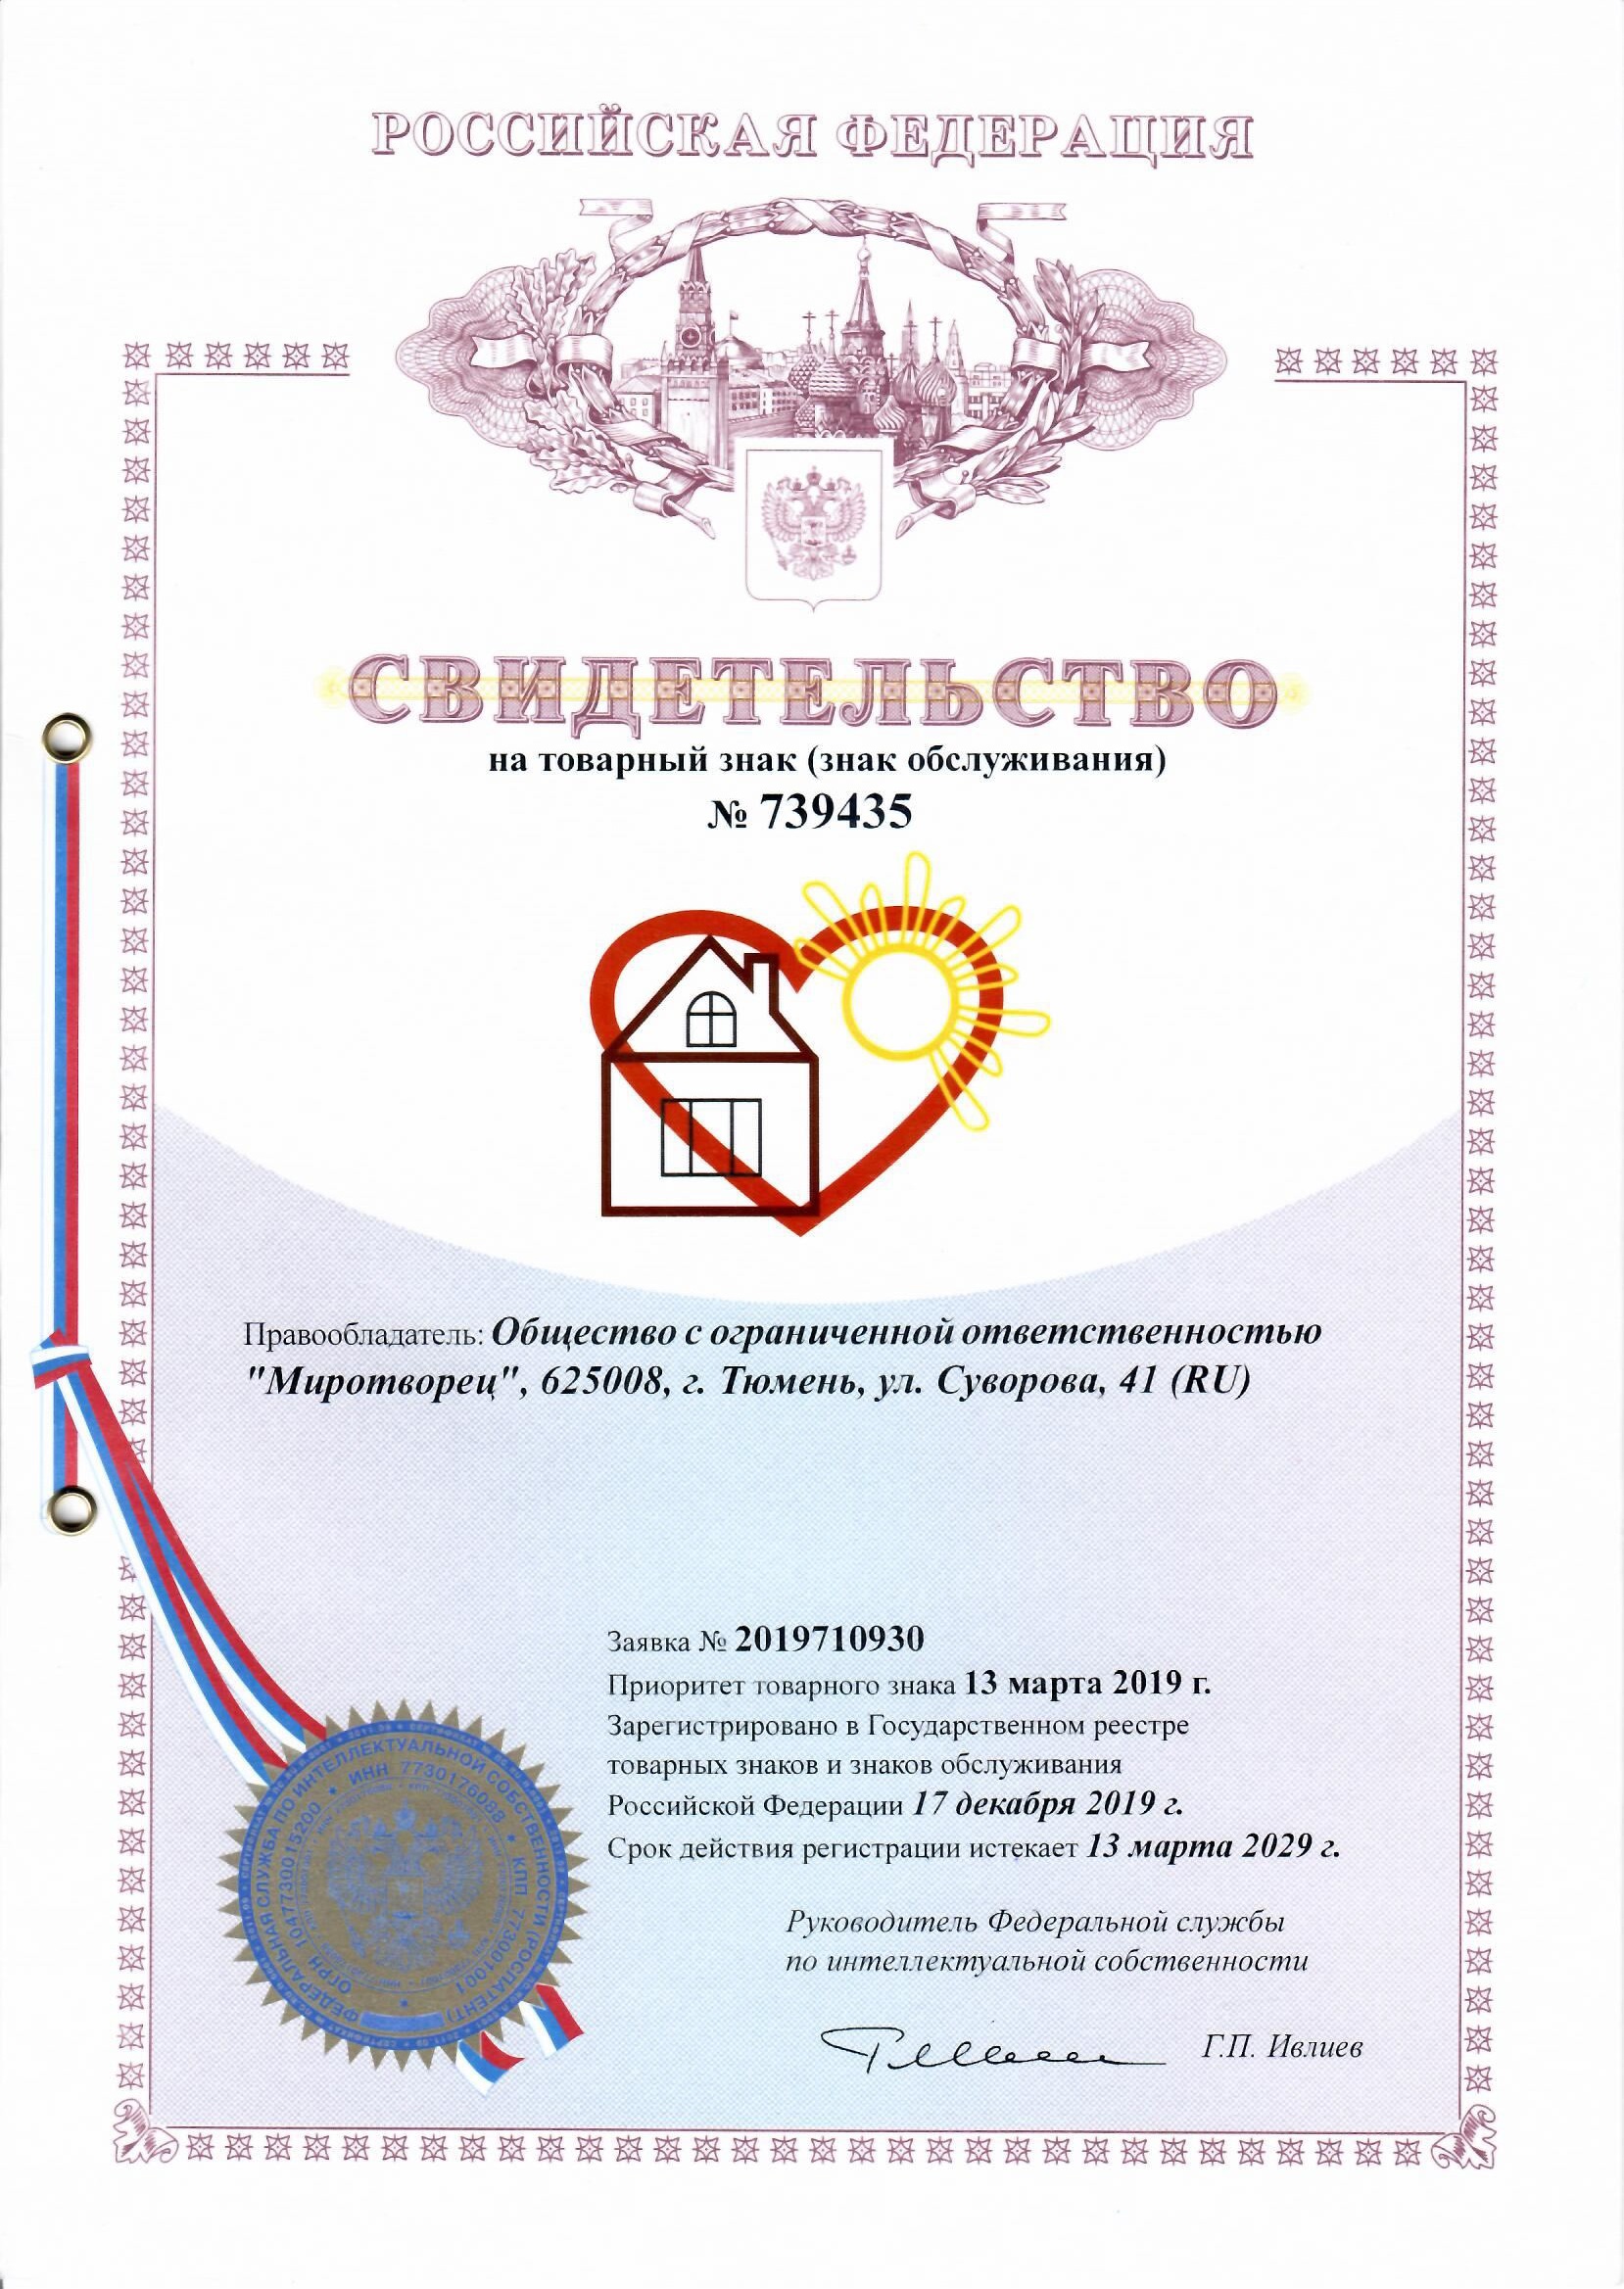 РОССИЙСКАЯ ФЕДЕРАЦИЯ
СВИДЕТЕЛЬСТВО
на товарный знак (знак обслуживания)
№ 739435
Правообладатель: Общество с ограниченной ответственностью
"Миротворец", 625008, г. Тюмень, ул. Суворова, 41 (RU)
Заявка № 2019710930
Приоритет товарного знака 13 марта 2019 г.
Зарегистрировано в Государственном реестре
товарных знаков и знаков обслуживания
Российской Федерации 17 декабря 2019 г.
Срок действия регистрации истекает 13 марта 2029 г.
Руководитель Федеральной службы
по интеллектуальной собственности
Г.П. Ивлиев
ФЕДЕРАЛЬНАЯ СЛУЖБА ПО ИНТЕЛЛЕКТУАЛЬНОЙ СОБСТВЕННОСТИ (РОСПАТЕНТ)
ОГРН 1047730015200 * ИНН 7730176088 * КПП 773001001